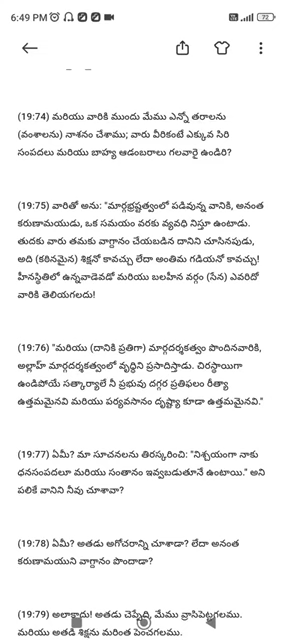 6:49 PM
72
(19:74) మరియు వారికి ముందు మేము ఎన్నో తరాలను
(వంశాలను) నాశనం చేశాము; వారు వీరికంటే ఎక్కువ సిరి
సంపదలు మరియు బాహ్య ఆడంబరాలు గలవారై ఉండిరి?
(19:75) వారితో అను: "మార్గభ్రష్టత్వంలో పడివున్న వానికి, అనంత
కరుణామయుడు, ఒక సమయం వరకు వ్యవధి నిస్తూ ఉంటాడు.
తుదకు వారు తమకు వాగ్దానం చేయబడిన దానిని చూసినపుడు,
అది (కఠినమైన) శిక్షనో కావచ్చు లేదా అంతిమ గడియనో కావచ్చు!
హీనస్థితిలో ఉన్నవాడెవడో మరియు బలహీన వర్గం (సేన) ఎవరిదో
వారికి తెలియగలదు!
(19:76) "మరియు (దానికి ప్రతిగా) మార్గదర్శకత్వం పొందినవారికి,
అల్లాహ్ మార్గదర్శకత్వంలో వృద్ధిని ప్రసాదిస్తాడు. చిరస్థాయిగా
ఉండిపోయే సత్కార్యాలే నీ ప్రభువు దగ్గర ప్రతిఫలం రీత్యా
ఉత్తమమైనవి మరియు పర్యవసానం దృష్ట్యా కూడా ఉత్తమమైనవి."
(19:77) ఏమీ? మా సూచనలను తిరస్కరించి: "నిశ్చయంగా నాకు
ధనసంపదలూ మరియు సంతానం ఇవ్వబడుతూనే ఉంటాయి." అని
పలికే వానిని నీవు చూశావా?
(19:78) ఏమీ? అతడు అగోచరాన్ని చూశాడా? లేదా అనంత
కరుణామయుని వాగ్దానం పొందాడా?
(19:79) అలాకాదు! అతడు చెప్పేది, మేము వ్రాసిపెట్టగలము.
మరియు అతడి శిక్షను మరింత పెంచగలము.